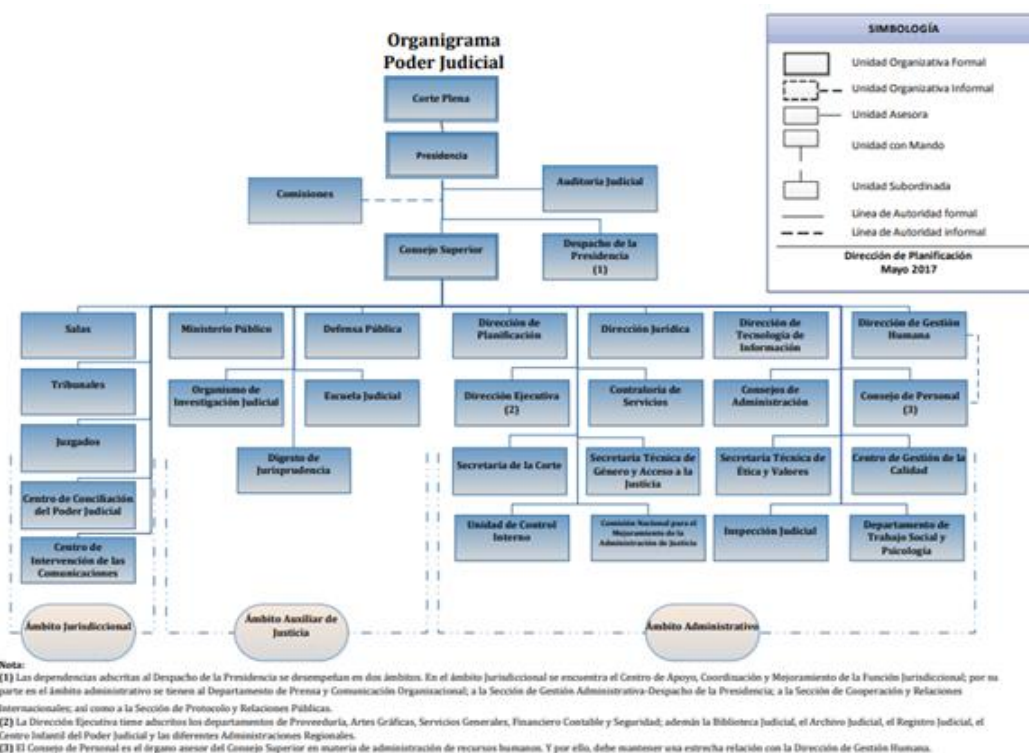 Organigrama
Poder Judicial
SIMBOLOGÍA
Unidad Organizativa Formal
Unidad Organizativa Informal
Unidad Asesora
Unidad con Mando
Unidad Subordinada
Línea de Autoridad formal
Línea de Autoridad informal
Dirección de Planificación
Mayo 2017
Corte Plena
Presidencia
Comisiones
Auditoría Judicial
Consejo Superior
Despacho de la
Presidencia
(1)
Salas
Ministerio Público
Defensa Pública
Dirección de
Planificación
Dirección Jurídica
Dirección de
Tecnología de
Información
Dirección de Gestión
Humana
Tribunales
Organismo de
Investigación Judicial
Escuela Judicial
Dirección Ejecutiva
(2)
Contraloría de
Servicios
Consejos de
Administración
Consejo de Personal
(3)
Juzgados
Digesto de
Jurisprudencia
Secretaría de la Corte
Secretaría Técnica de
Género y Acceso a la
Justicia
Secretaría Técnica de
Ética y Valores
Centro de Gestión de la
Calidad
Centro de Conciliación
del Poder Judicial
Unidad de Control
Interno
Comisión Nacional para el
Mejoramiento de la
Administración de Justicia
Inspección Judicial
Departamento de
Trabajo Social y
Psicología
Centro de
Intervención de las
Comunicaciones
Ámbito Jurisdiccional
Ámbito Auxiliar de
Justicia
Ámbito Administrativo
Nota:
(1) Las dependencias adscritas al Despacho de la Presidencia se desempeñan en dos ámbitos. En el ámbito Jurisdiccional se encuentra el Centro de Apoyo, Coordinación y Mejoramiento de la Función Jurisdiccional; por su
parte en el ámbito administrativo se tienen al Departamento de Prensa y Comunicación Organizacional; a la Sección de Gestión Administrativa-Despacho de la Presidencia; a la Sección de Cooperación y Relaciones
Internacionales; así como a la Sección de Protocolo y Relaciones Públicas.
(2) La Dirección Ejecutiva tiene adscritos los departamentos de Proveeduría, Artes Gráficas, Servicios Generales, Financiero Contable y Seguridad; además la Biblioteca Judicial, el Archivo Judicial, el Registro Judicial, el
Centro Infantil del Poder Judicial y las diferentes Administraciones Regionales.
(3) El Consejo de Personal es el órgano asesor del Consejo Superior en materia de administración de recursos humanos. Y por ello, debe mantener una estrecha relación con la Dirección de Gestión Humana.